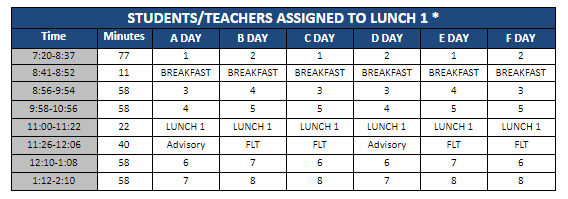 STUDENTS/TEACHERS ASSIGNED TO LUNCH 1 *
Time Minutes A DAY B DAY C DAY D DAY E DAY F DAY
7:20-8:37 77 1 2 1 2 1 2
8:41-8:52 11 BREAKFAST BREAKFAST BREAKFAST BREAKFAST BREAKFAST BREAKFAST
8:56-9:54 58 3 4 3 3 4 3
9:58-10:56 58 4 5 5 4 5 5
11:00-11:22 22 LUNCH 1 LUNCH 1 LUNCH 1 LUNCH 1 LUNCH 1 LUNCH 1
11:26-12:06 40 Advisory FLT FLT Advisory FLT FLT
12:10-1:08 58 6 7 6 6 7 6
1:12-2:10 58 7 8 8 7 8 8